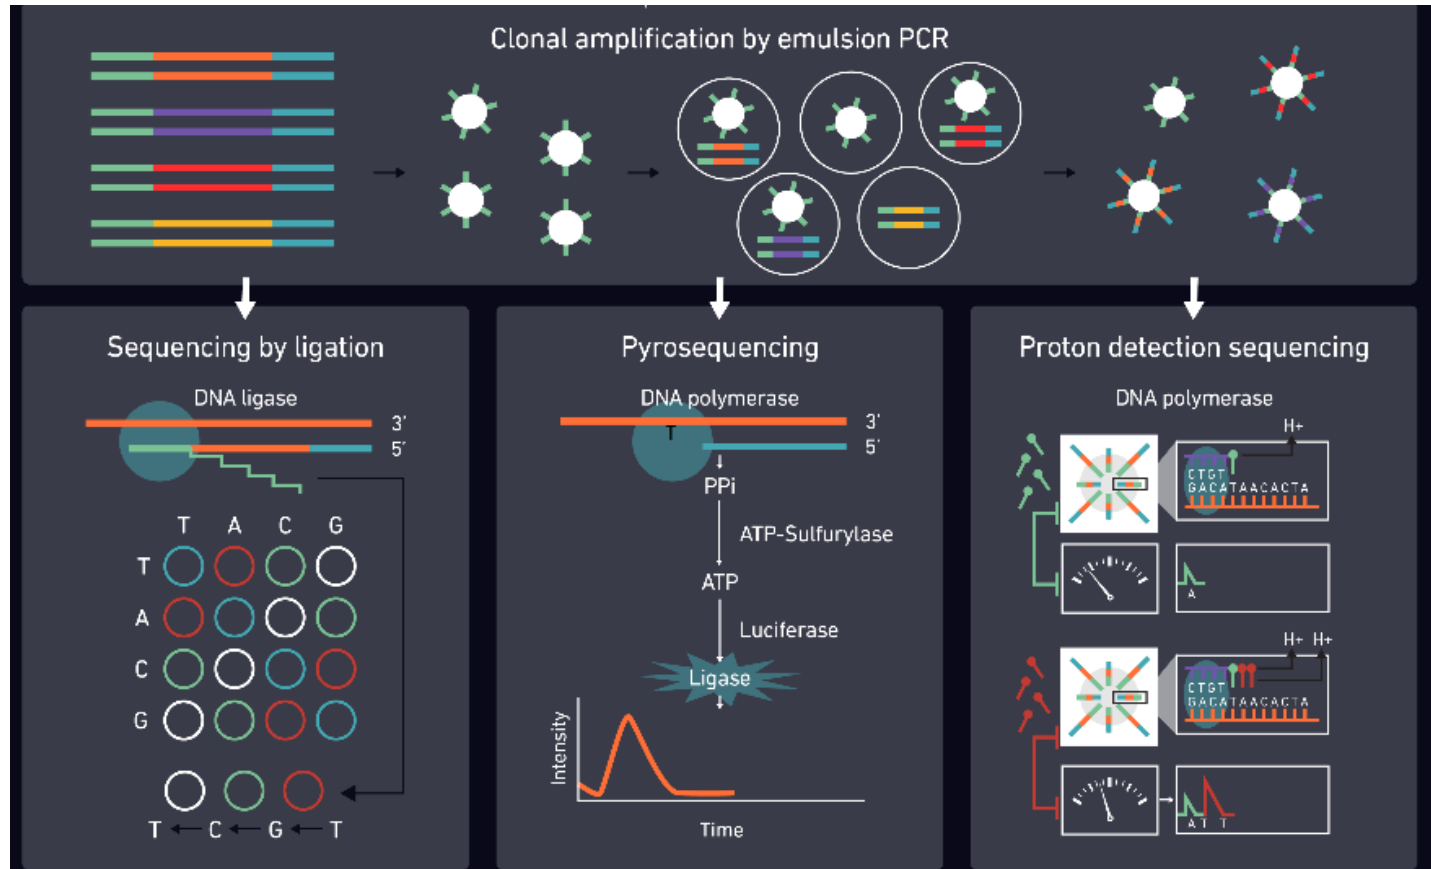 Clonal amplification by emulsion PCR
Sequencing by ligation
DNA ligase
3'
5'
T A C G
T
A
C
G
T C G T
Pyrosequencing
DNA polymerase
T
3'
5'
PPi
ATP-Sulfurylase
ATP
Luciferase
Ligase
Intensity
Time
Proton detection sequencing
DNA polymerase
H+
CTGT
GACATAACACTA
A
H+ H+
CTGT
GACATAACACTA
A T T